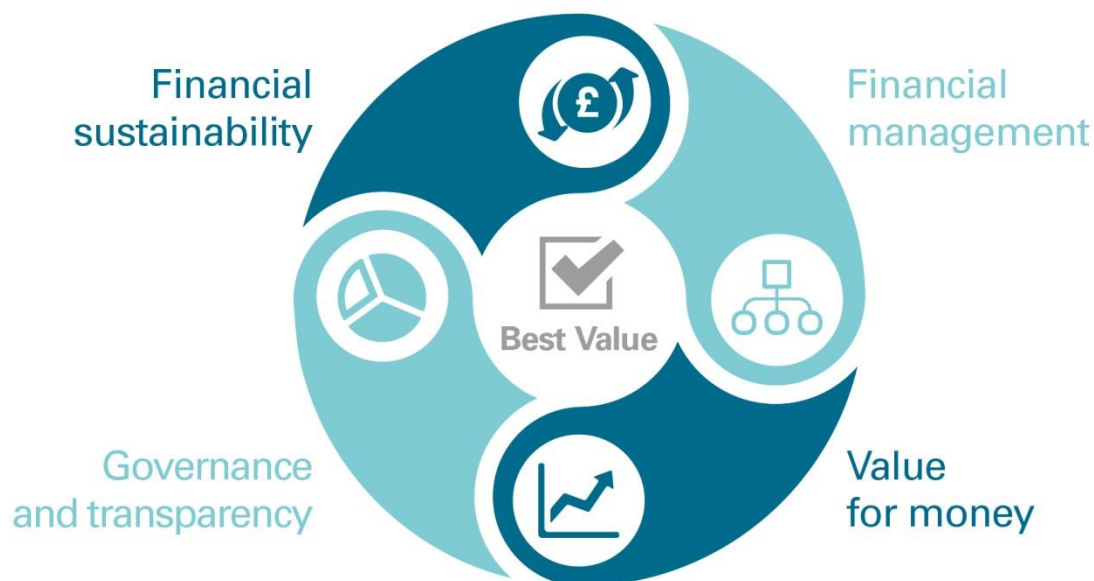 Financial
sustainability
£
Financial
management
Best Value
Governance
and transparency
Value
for money